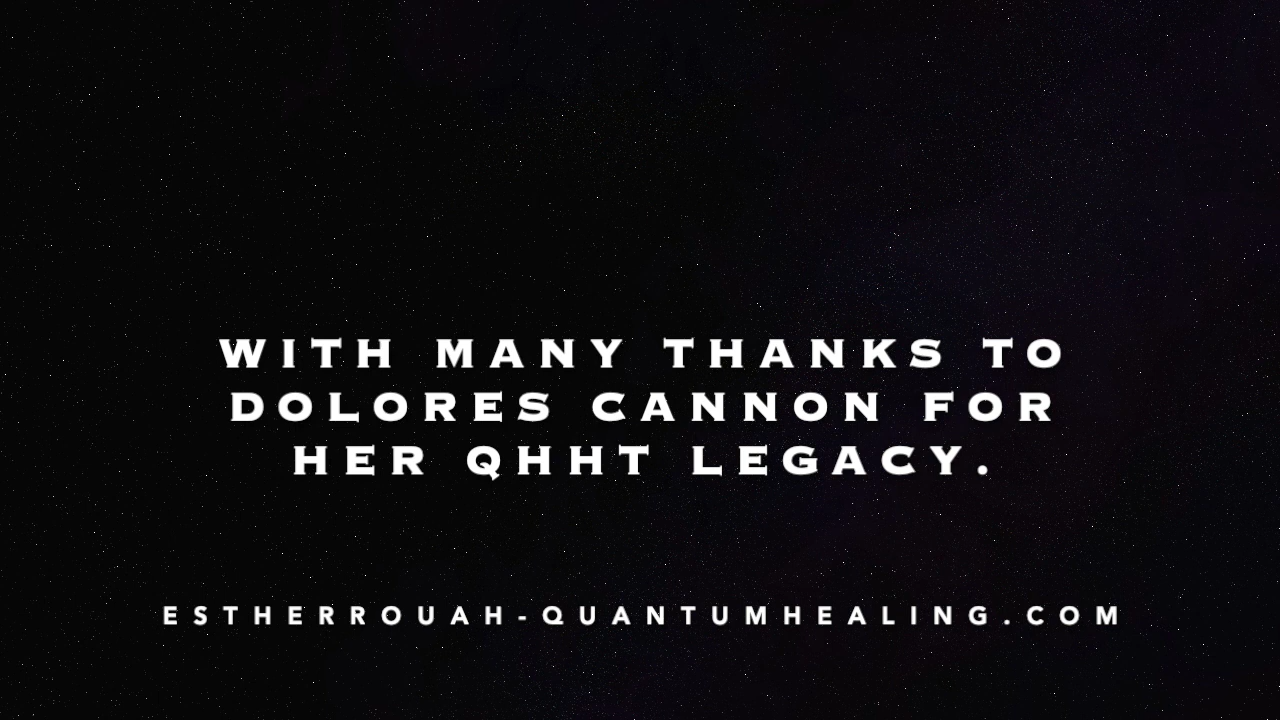 WITH MANY THANKS TO
DOLORES CANNON FOR
HER QHHT LEGACY.
ESTHERROUAH-QUANTUMHEALING.COM